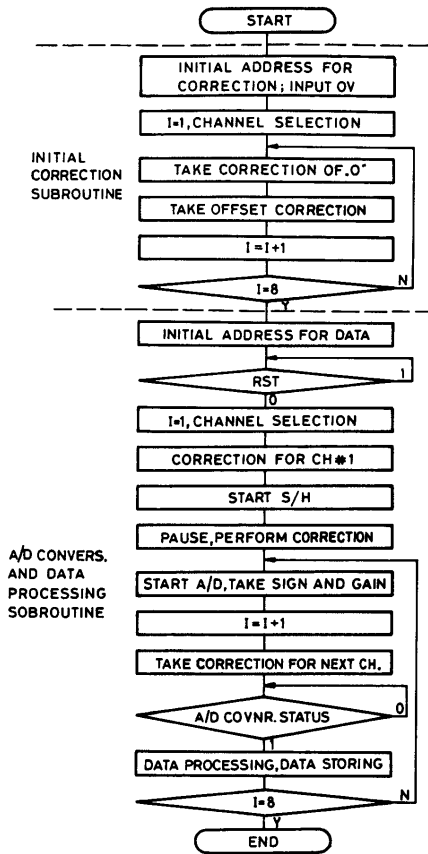 START
INITIAL ADDRESS FOR
CORRECTION; INPUT OV
I=1, CHANNEL SELECTION
INITIAL
CORRECTION
SUBROUTINE
TAKE CORRECTION OF „0"
TAKE OFFSET CORRECTION
I=I+1
I=8
N
Y
INITIAL ADDRESS FOR DATA
RST
1
0
I=1, CHANNEL SELECTION
CORRECTION FOR CH#1
START S/H
PAUSE, PERFORM CORRECTION
A/D CONVERS.
AND DATA
PROCESSING
SOBROUTINE
START A/D, TAKE SIGN AND GAIN
I=I+1
TAKE CORRECTION FOR NEXT CH.
A/D COVNR. STATUS
0
1
DATA PROCESSING, DATA STORING
I=8
N
Y
END